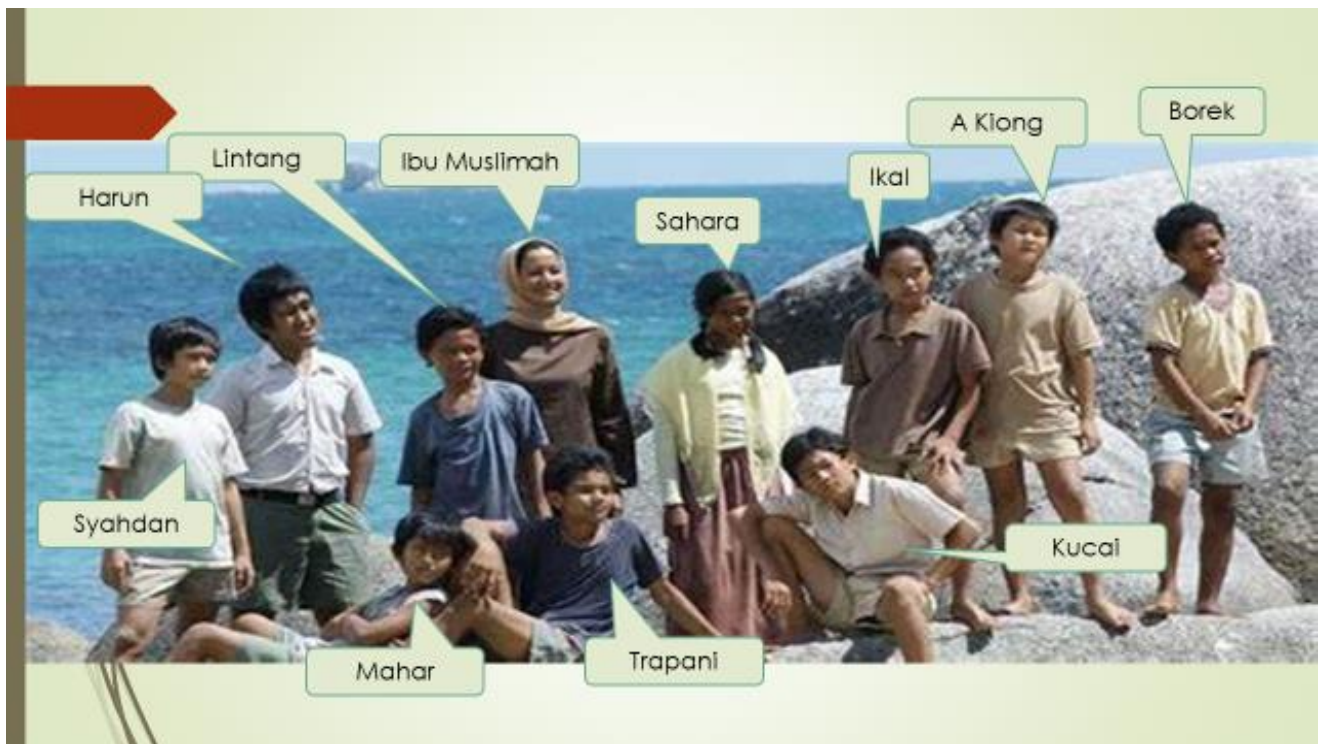 A Kiong
Borek
Lintang
Ibu Muslimah
Ikal
Harun
Sahara
Syahdan
Kucai
Mahar
Trapani